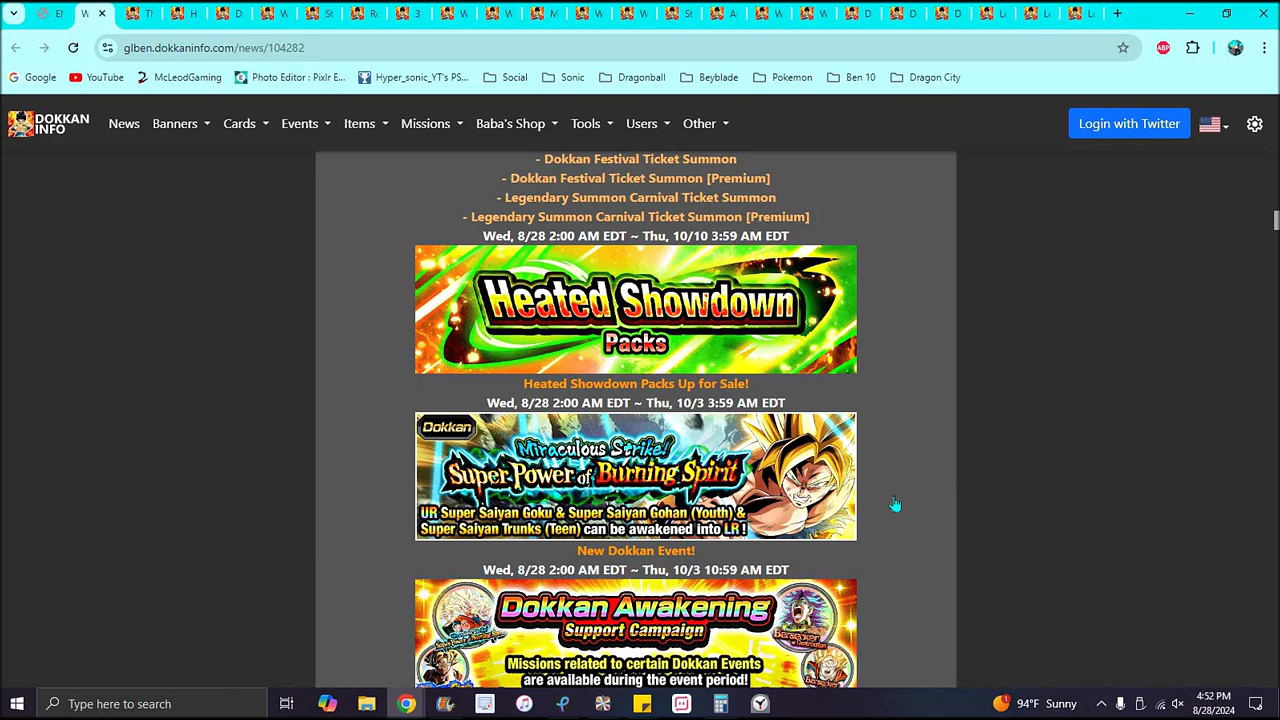 glben.dokkaninfo.com/news/104282
ABP
Google
YouTube
McLeodGaming
Photo Editor : Pixlr E...
Hyper_sonic_YT's PS...
Social
Sonic
Dragonball
Beyblade
Pokemon
Ben 10
Dragon City
DOKKAN
INFO
News
Banners
Cards
Events
Items
Missions
Baba's Shop
Tools
Users
Other
Login with Twitter
- Dokkan Festival Ticket Summon
- Dokkan Festival Ticket Summon [Premium]
- Legendary Summon Carnival Ticket Summon
- Legendary Summon Carnival Ticket Summon [Premium]
Wed, 8/28 2:00 AM EDT ~ Thu, 10/10 3:59 AM EDT
Heated Showdown
Packs
Heated Showdown Packs Up for Sale!
Wed, 8/28 2:00 AM EDT ~ Thu, 10/3 3:59 AM EDT
Dokkan
Miraculous Strike!
Super Power of Burning Spirit
UR Super Saiyan Goku & Super Saiyan Gohan (Youth) &
Super Saiyan Trunks (Teen) can be awakened into LR!
New Dokkan Event!
Wed, 8/28 2:00 AM EDT ~ Thu, 10/3 10:59 AM EDT
Dokkan Awakening
Support Campaign
Missions related to certain Dokkan Events
are available during the event period!
Type here to search
94°F Sunny
4:52 PM
8/28/2024